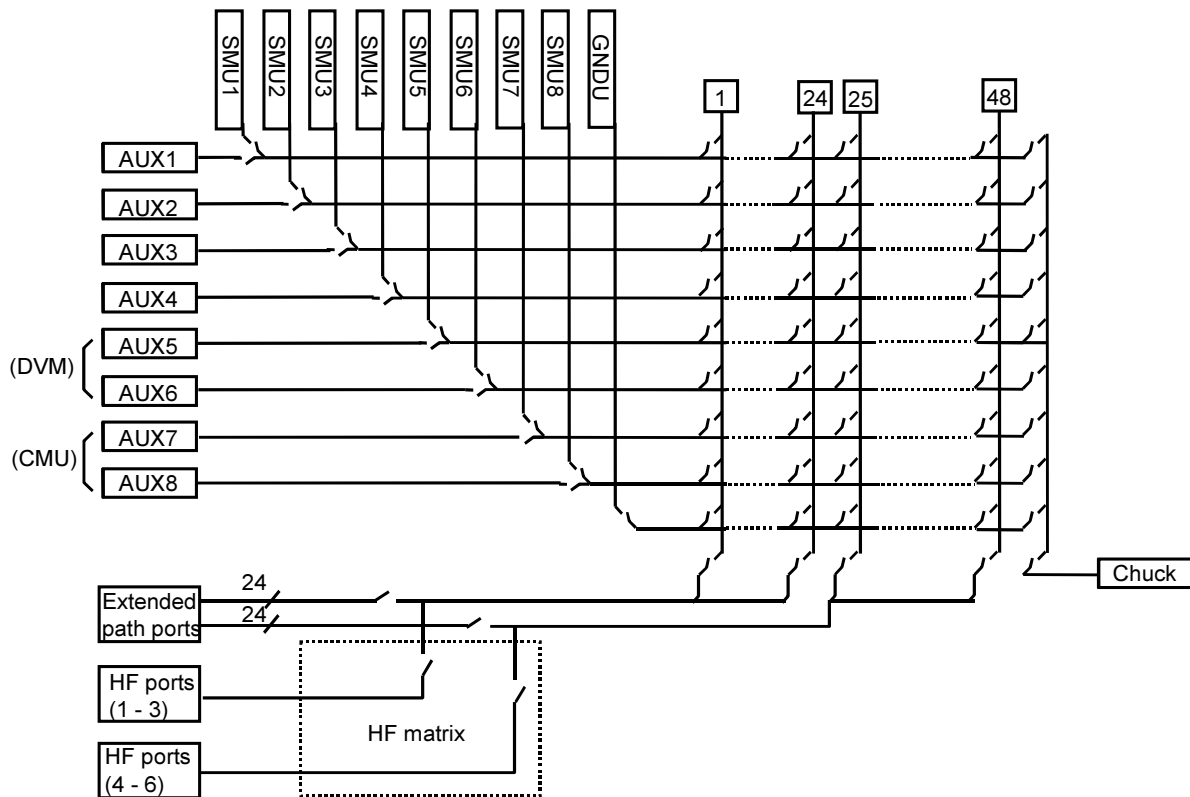 SMU1
SMU2
SMU3
SMU4
SMU5
SMU6
SMU7
SMU8
GNDU
1
24
25
48
AUX1
AUX2
AUX3
AUX4
(DVM)
AUX5
AUX6
(CMU)
AUX7
AUX8
Chuck
Extended
path ports
24
24
HF ports
(1 - 3)
HF matrix
HF ports
(4 - 6)